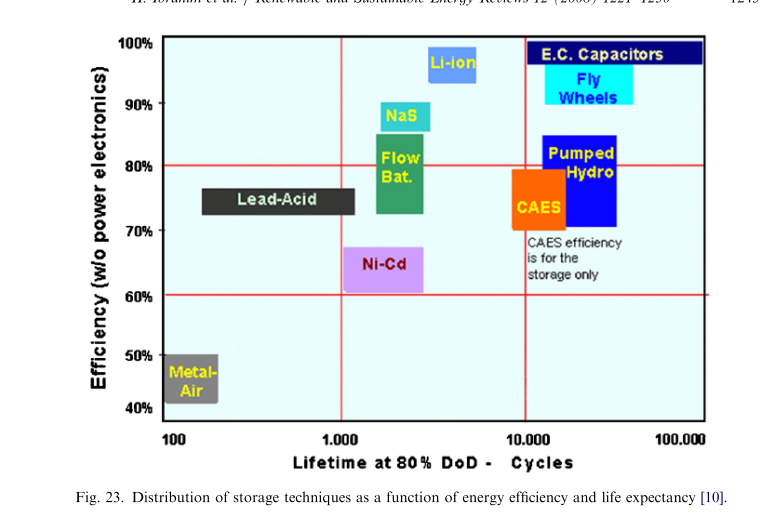 H. Ibrahim et al. / Renewable and Sustainable Energy Reviews 12 (2008) 1221–1250
100%
90%
80%
70%
60%
50%
40%
Efficiency (w/o power electronics)
Li-ion
E.C. Capacitors
Fly
Wheels
NaS
Flow
Bat.
Pumped
Hydro
Lead-Acid
CAES
CAES efficiency
is for the
storage only
Ni-Cd
Metal-
Air
100
1.000
10.000
100.000
Lifetime at 80% DoD - Cycles
Fig. 23. Distribution of storage techniques as a function of energy efficiency and life expectancy [10].